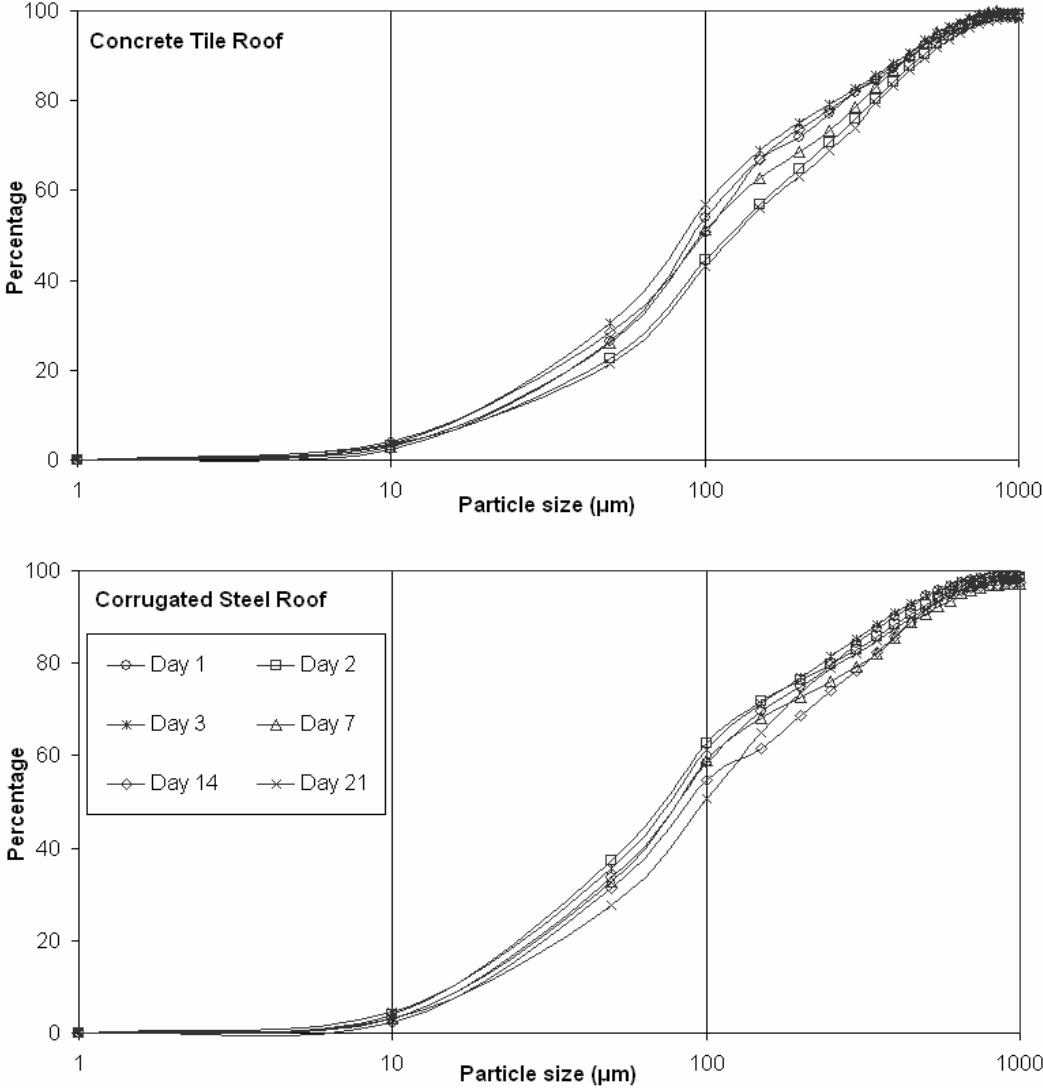 100
Concrete Tile Roof
80
60
Percentage
40
20
0
1 10 100 1000
Particle size (µm)
100
Corrugated Steel Roof
Day 1 Day 2
80
Day 3 Day 7
60
Day 14 Day 21
Percentage
40
20
0
1 10 100 1000
Particle size (µm)